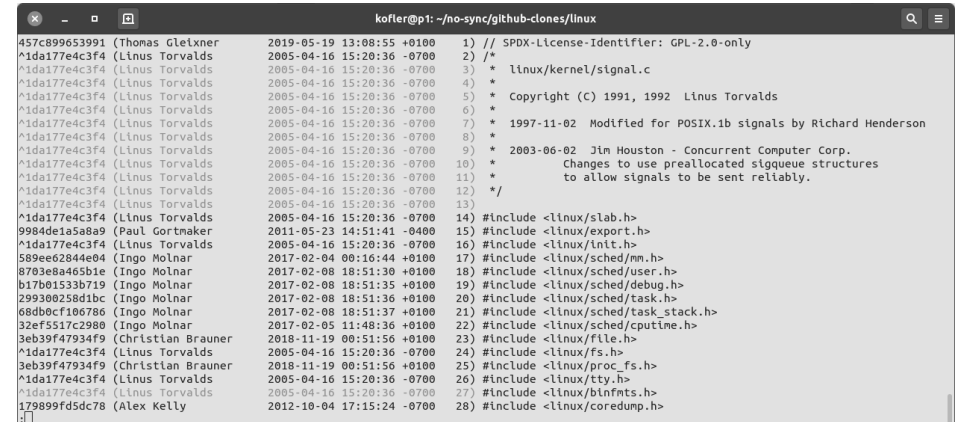 kofler@p1: ~/no-sync/github-clones/linux
457c899653991 (Thomas Gleixner 2019-05-19 13:08:55 +0100 1) // SPDX-License-Identifier: GPL-2.0-only
^1da177e4c3f4 (Linus Torvalds 2005-04-16 15:20:36 -0700 2) /*
^1da177e4c3f4 (Linus Torvalds 2005-04-16 15:20:36 -0700 3) * linux/kernel/signal.c
^1da177e4c3f4 (Linus Torvalds 2005-04-16 15:20:36 -0700 4) *
^1da177e4c3f4 (Linus Torvalds 2005-04-16 15:20:36 -0700 5) * Copyright (C) 1991, 1992 Linus Torvalds
^1da177e4c3f4 (Linus Torvalds 2005-04-16 15:20:36 -0700 6) *
^1da177e4c3f4 (Linus Torvalds 2005-04-16 15:20:36 -0700 7) * 1997-11-02 Modified for POSIX.1b signals by Richard Henderson
^1da177e4c3f4 (Linus Torvalds 2005-04-16 15:20:36 -0700 8) *
^1da177e4c3f4 (Linus Torvalds 2005-04-16 15:20:36 -0700 9) * 2003-06-02 Jim Houston - Concurrent Computer Corp.
^1da177e4c3f4 (Linus Torvalds 2005-04-16 15:20:36 -0700 10) * Changes to use preallocated sigqueue structures
^1da177e4c3f4 (Linus Torvalds 2005-04-16 15:20:36 -0700 11) * to allow signals to be sent reliably.
^1da177e4c3f4 (Linus Torvalds 2005-04-16 15:20:36 -0700 12) */
^1da177e4c3f4 (Linus Torvalds 2005-04-16 15:20:36 -0700 13)
^1da177e4c3f4 (Linus Torvalds 2005-04-16 15:20:36 -0700 14) #include <linux/slab.h>
9984de1a5a8a9 (Paul Gortmaker 2011-05-23 14:51:41 -0400 15) #include <linux/export.h>
^1da177e4c3f4 (Linus Torvalds 2005-04-16 15:20:36 -0700 16) #include <linux/init.h>
589ee62844e04 (Ingo Molnar 2017-02-04 00:16:44 +0100 17) #include <linux/sched/mm.h>
8703e8a465b1e (Ingo Molnar 2017-02-08 18:51:30 +0100 18) #include <linux/sched/user.h>
b17b01533b719 (Ingo Molnar 2017-02-08 18:51:35 +0100 19) #include <linux/sched/debug.h>
299300258d1bc (Ingo Molnar 2017-02-08 18:51:36 +0100 20) #include <linux/sched/task.h>
68db0cf106786 (Ingo Molnar 2017-02-08 18:51:37 +0100 21) #include <linux/sched/task_stack.h>
32ef5517c2980 (Ingo Molnar 2017-02-05 11:48:36 +0100 22) #include <linux/sched/cputime.h>
3eb39f47934f9 (Christian Brauner 2018-11-19 00:51:56 +0100 23) #include <linux/file.h>
^1da177e4c3f4 (Linus Torvalds 2005-04-16 15:20:36 -0700 24) #include <linux/fs.h>
3eb39f47934f9 (Christian Brauner 2018-11-19 00:51:56 +0100 25) #include <linux/proc_fs.h>
^1da177e4c3f4 (Linus Torvalds 2005-04-16 15:20:36 -0700 26) #include <linux/tty.h>
^1da177e4c3f4 (Linus Torvalds 2005-04-16 15:20:36 -0700 27) #include <linux/binfmts.h>
179899fd5dc78 (Alex Kelly 2012-10-04 17:15:24 -0700 28) #include <linux/coredump.h>
: